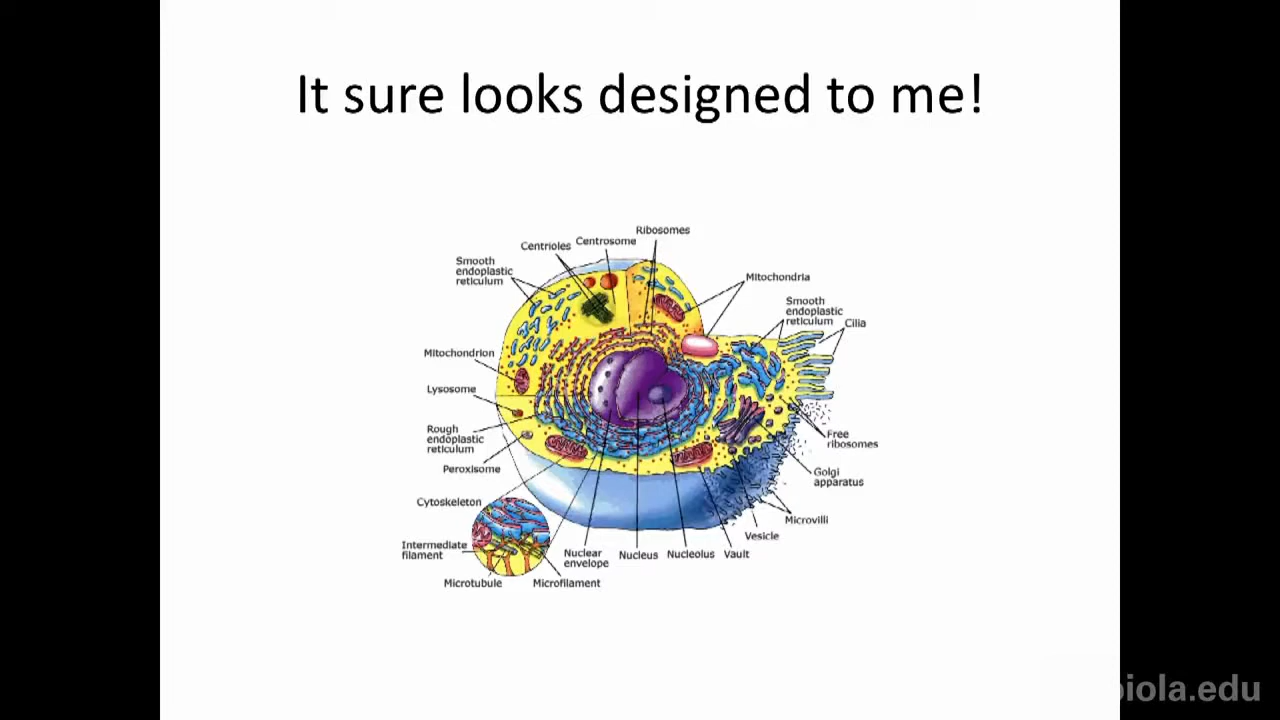 It sure looks designed to me!
Ribosomes
Centrosome
Centrioles
Smooth
endoplastic
reticulum
Mitochondria
Smooth
endoplastic
reticulum
Cilia
Mitochondrion
Lysosome
Rough
endoplastic
reticulum
Free
ribosomes
Peroxisome
Golgi
apparatus
Cytoskeleton
Microvilli
Vesicle
Intermediate
filament
Nuclear
envelope
Nucleus
Nucleolus
Vault
Microtubule
Microfilament
biola.edu